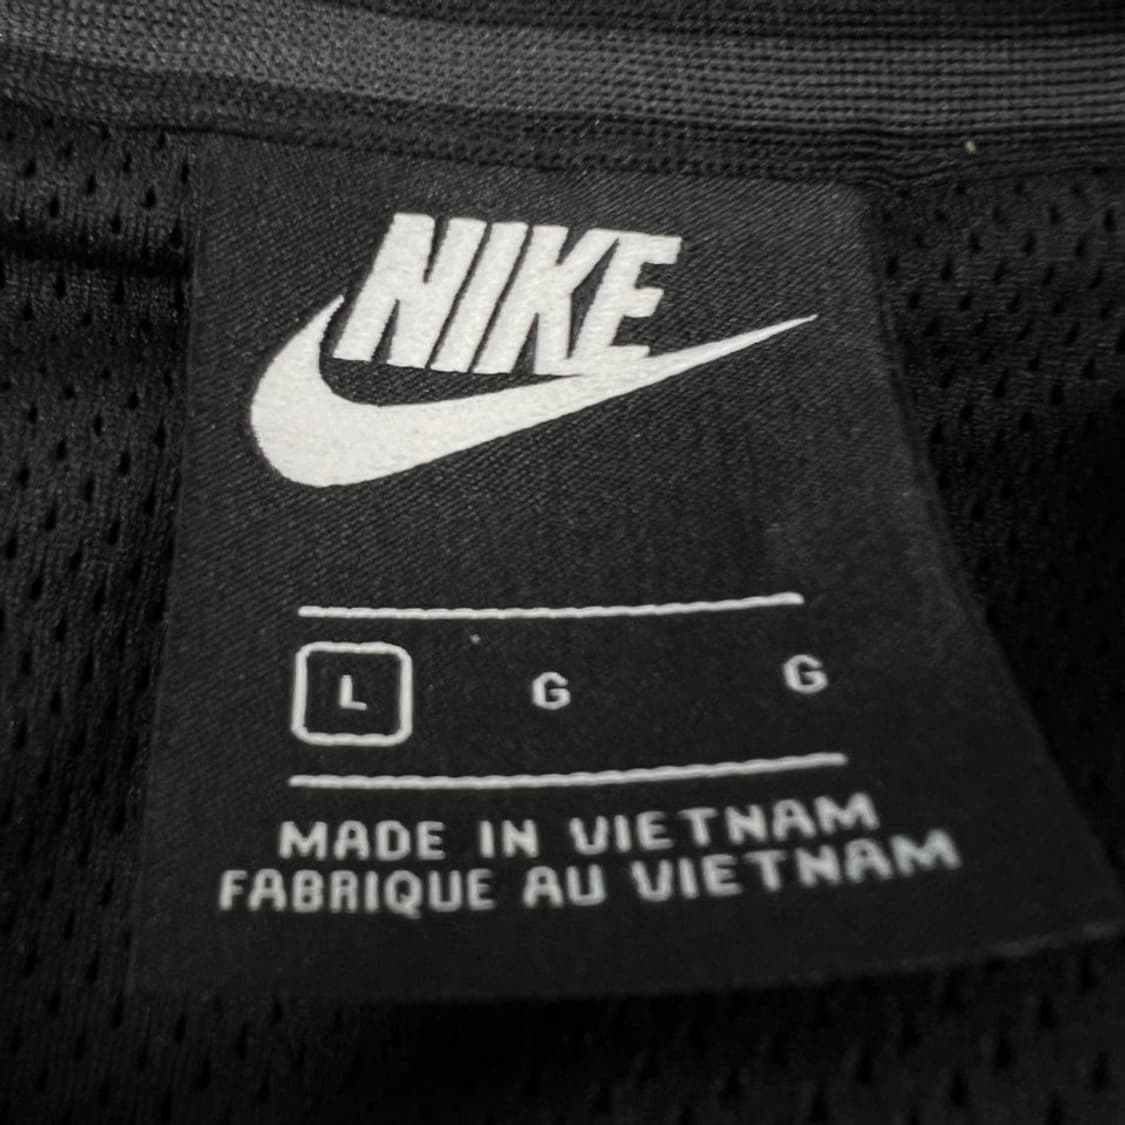 NIKE
L G G
MADE IN VIETNAM
FABRIQUE AU VIETNAM